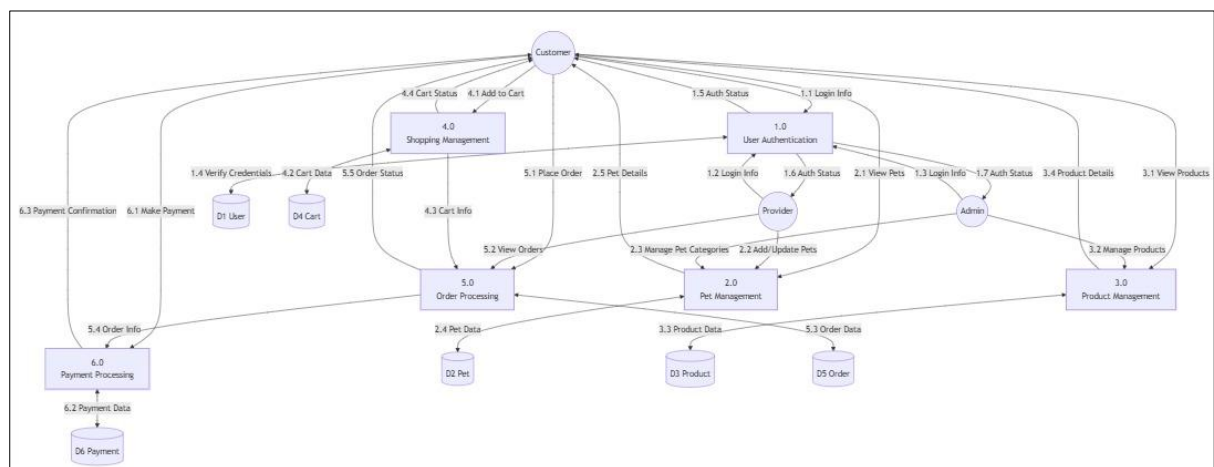 Customer
4.4 Cart Status
4.1 Add to Cart
1.5 Auth Status
1.1 Login Info
4.0
Shopping Management
1.0
User Authentication
1.4 Verify Credentials
4.2 Cart Data
5.5 Order Status
5.1 Place Order
2.5 Pet Details
1.2 Login Info
1.6 Auth Status
2.1 View Pets
1.3 Login Info
1.7 Auth Status
3.4 Product Details
3.1 View Products
6.3 Payment Confirmation
6.1 Make Payment
D1 User
D4 Cart
4.3 Cart Info
Provider
Admin
5.2 View Orders
2.3 Manage Pet Categories
2.2 Add/Update Pets
3.2 Manage Products
5.0
Order Processing
2.0
Pet Management
3.0
Product Management
5.4 Order Info
2.4 Pet Data
3.3 Product Data
5.3 Order Data
6.0
Payment Processing
D2 Pet
D3 Product
D5 Order
6.2 Payment Data
D6 Payment